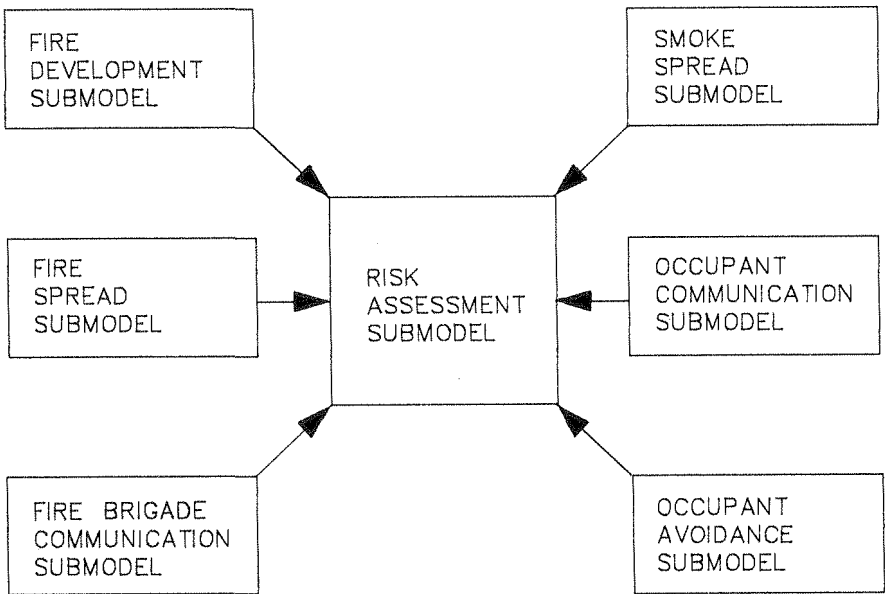 FIRE
DEVELOPMENT
SUBMODEL
SMOKE
SPREAD
SUBMODEL
FIRE
SPREAD
SUBMODEL
RISK
ASSESSMENT
SUBMODEL
OCCUPANT
COMMUNICATION
SUBMODEL
FIRE BRIGADE
COMMUNICATION
SUBMODEL
OCCUPANT
AVOIDANCE
SUBMODEL